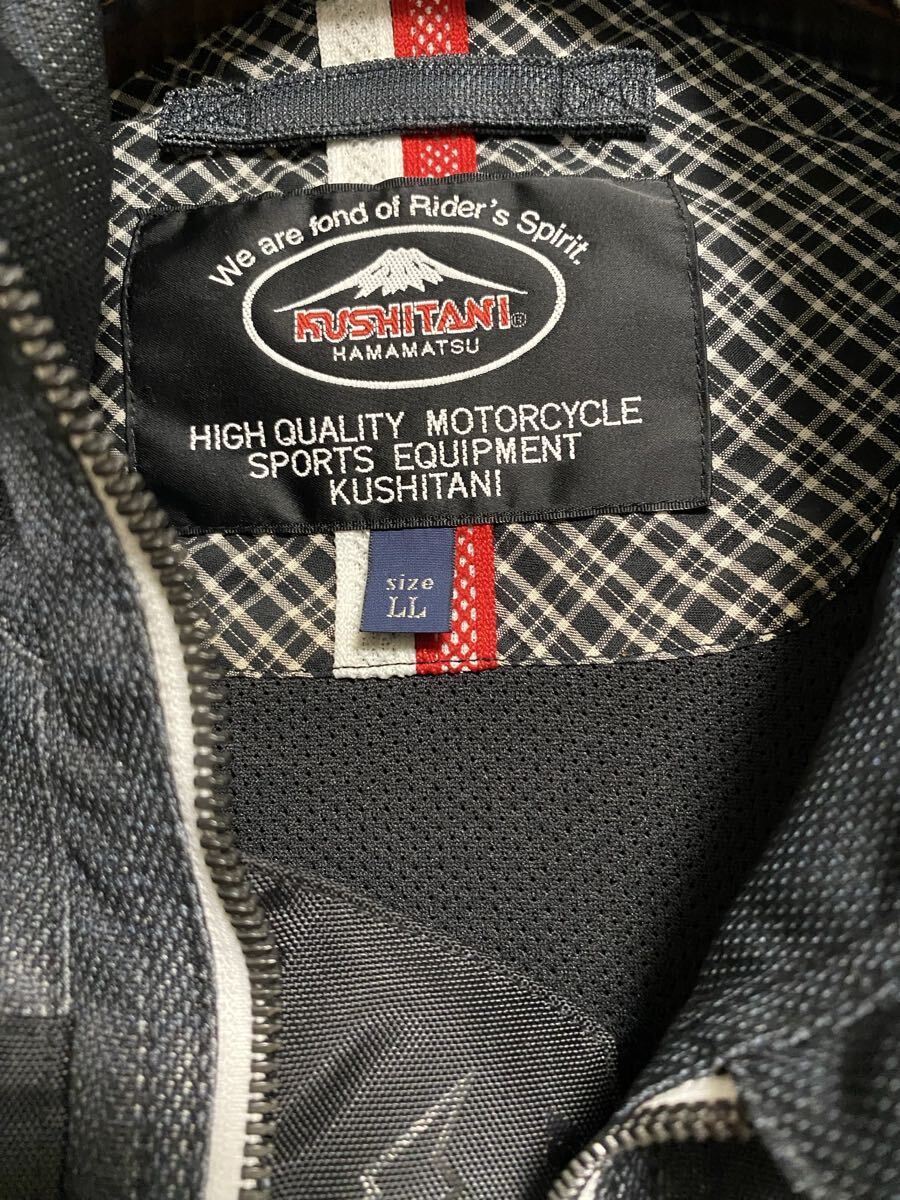 We are fond of Rider's Spirit.
KUSHITANI®
HAMAMATSU
HIGH QUALITY MOTORCYCLE
SPORTS EQUIPMENT
KUSHITANI
size
LL